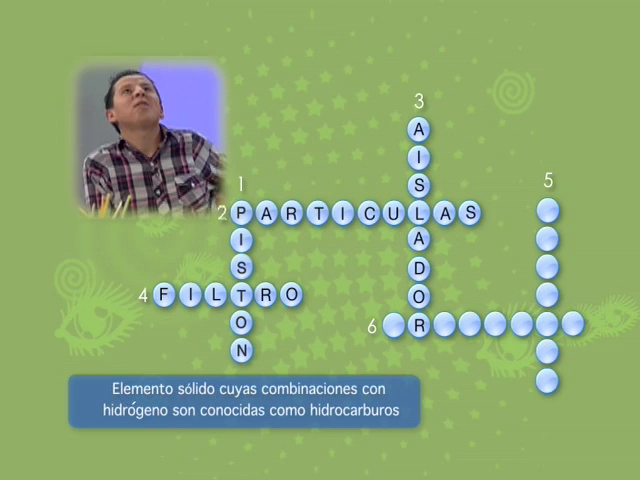 3
AISLADOR
1
5
2 PARTICULAS
PISTON
4 FILTRO
6
Elemento sólido cuyas combinaciones con
hidrógeno son conocidas como hidrocarburos